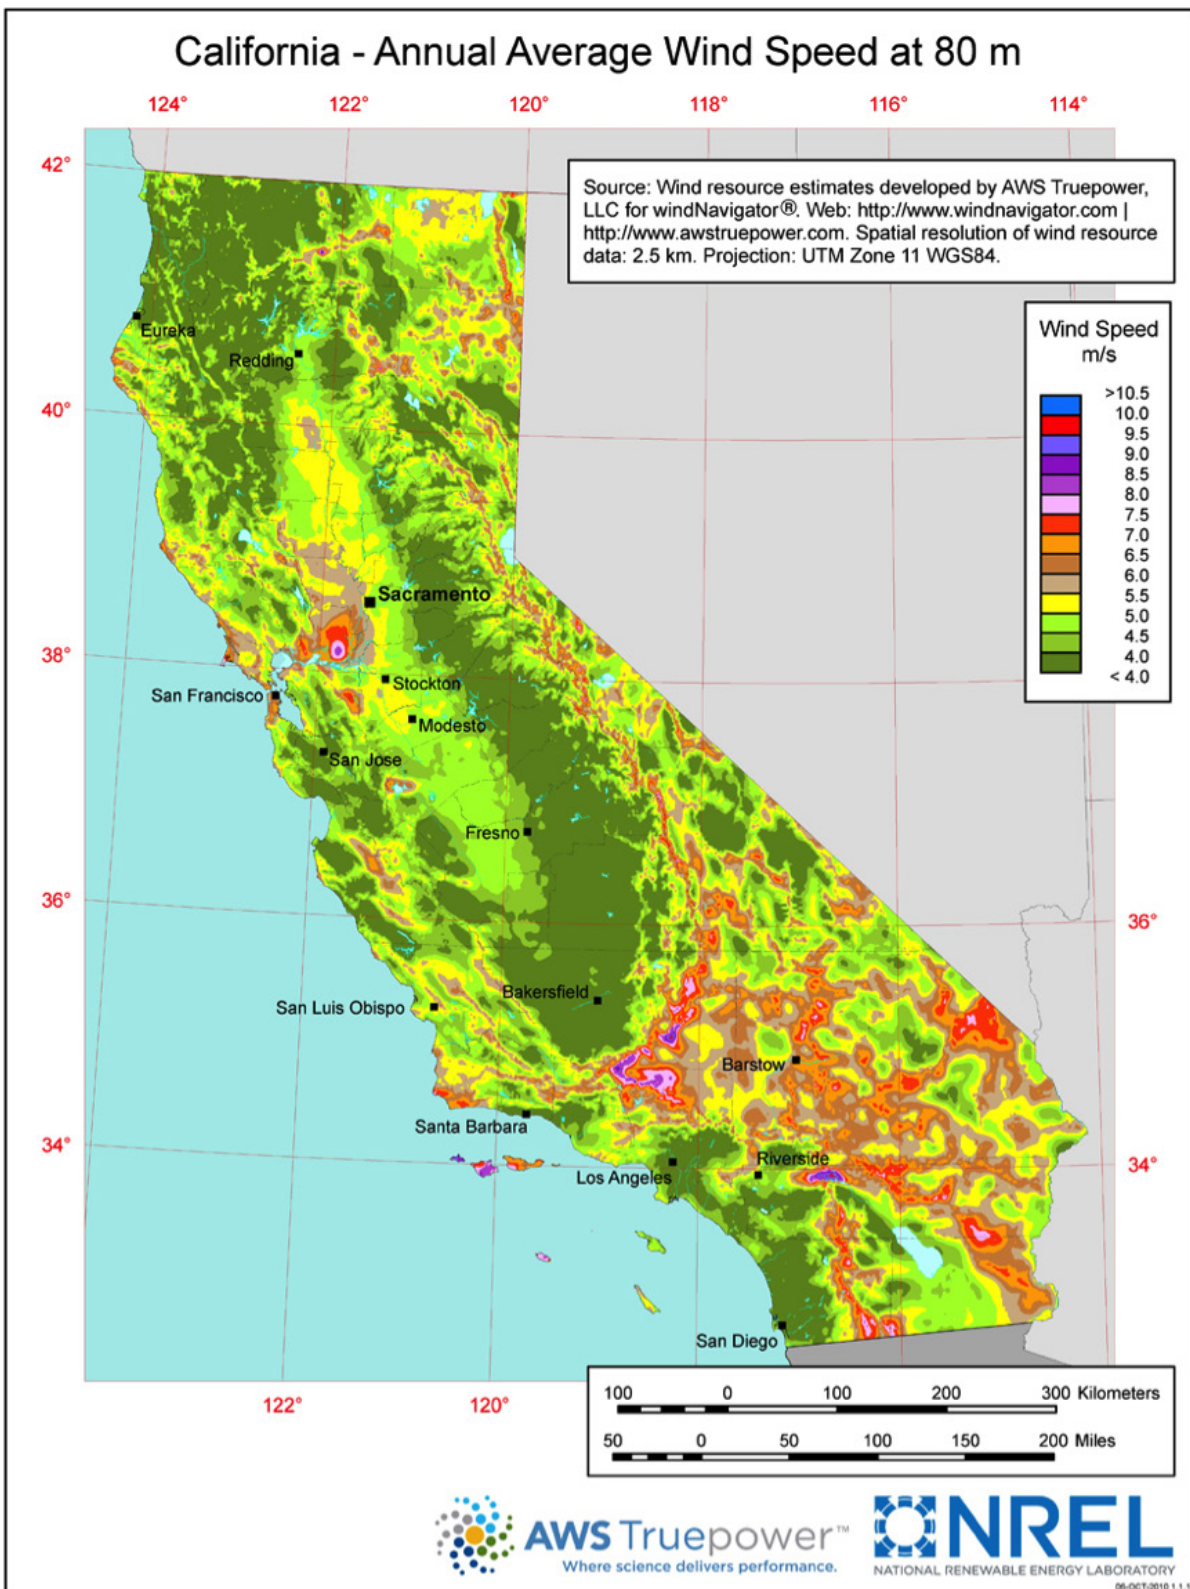 California - Annual Average Wind Speed at 80 m
124°
122°
120°
118°
116°
114°
42°
Source: Wind resource estimates developed by AWS Truepower,
LLC for windNavigator®. Web: http://www.windnavigator.com |
http://www.awstruepower.com. Spatial resolution of wind resource
data: 2.5 km. Projection: UTM Zone 11 WGS84.
Wind Speed
m/s
>10.5
10.0
9.5
9.0
8.5
8.0
7.5
7.0
6.5
6.0
5.5
5.0
4.5
4.0
< 4.0
Eureka
Redding
40°
Sacramento
38°
San Francisco
Stockton
Modesto
San Jose
Fresno
36°
36°
Bakersfield
San Luis Obispo
Barstow
Santa Barbara
34°
Riverside
34°
Los Angeles
San Diego
122°
120°
100 0 100 200 300 Kilometers
50 0 50 100 150 200 Miles
AWS Truepower™
Where science delivers performance.
NREL
NATIONAL RENEWABLE ENERGY LABORATORY